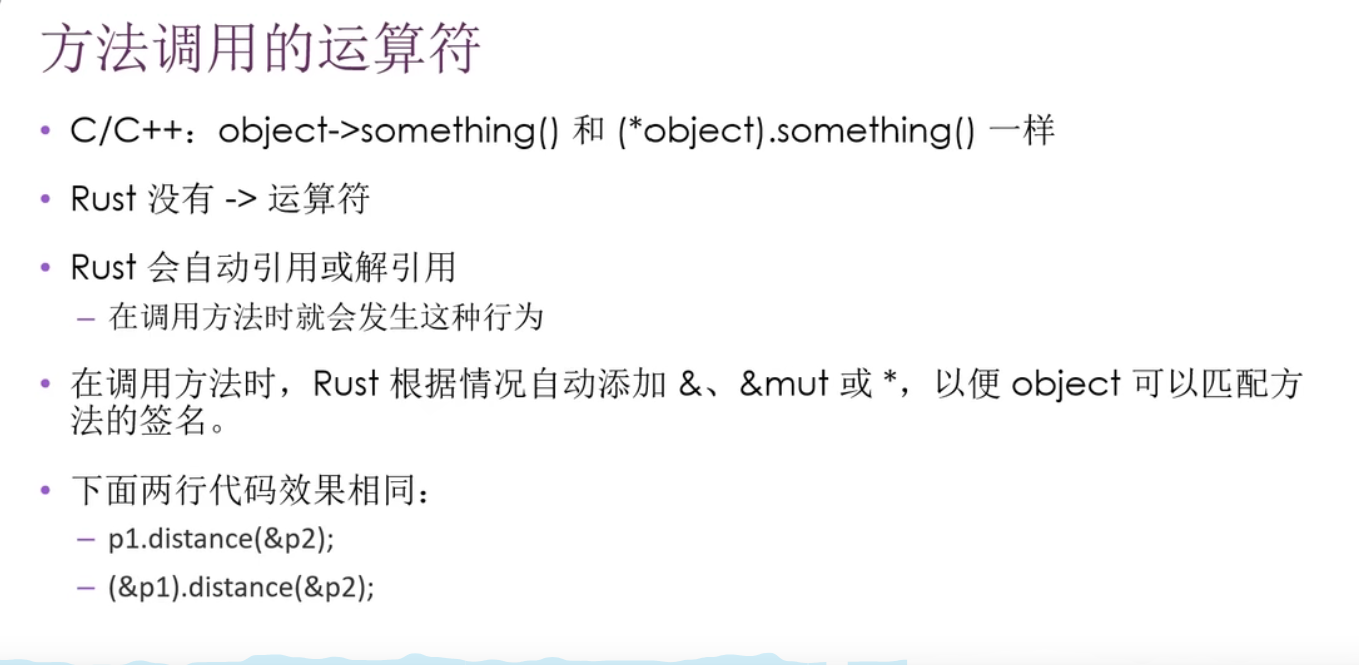 方法调用的运算符
• C/C++：object->something() 和 (*object).something() 一样
• Rust 没有 -> 运算符
• Rust 会自动引用或解引用
– 在调用方法时就会发生这种行为
• 在调用方法时，Rust 根据情况自动添加 &、&mut 或 *，以便 object 可以匹配方
法的签名。
• 下面两行代码效果相同：
– p1.distance(&p2);
– (&p1).distance(&p2);